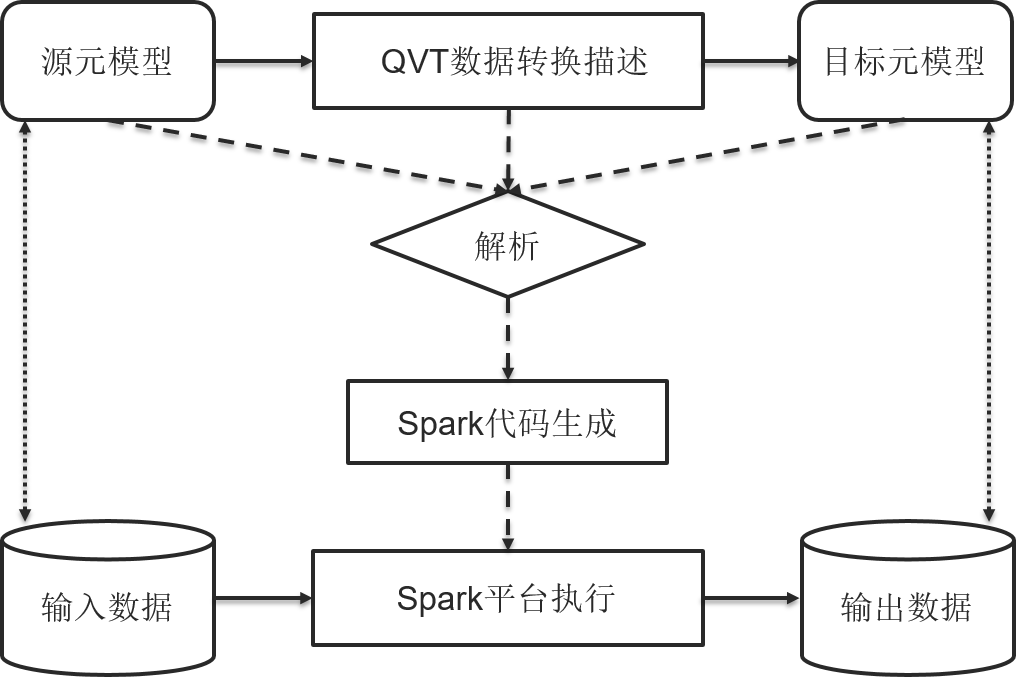 源元模型
QVT数据转换描述
目标元模型
解析
Spark代码生成
输入数据
Spark平台执行
输出数据